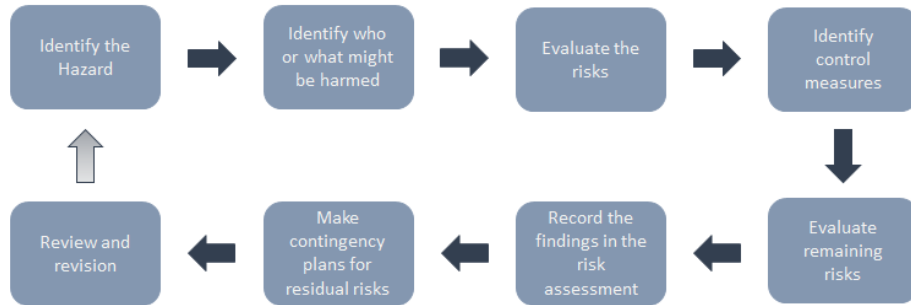 Identify the
Hazard
Identify who
or what might
be harmed
Evaluate the
risks
Identify
control
measures
Evaluate
remaining
risks
Record the
findings in the
risk
assessment
Make
contingency
plans for
residual risks
Review and
revision